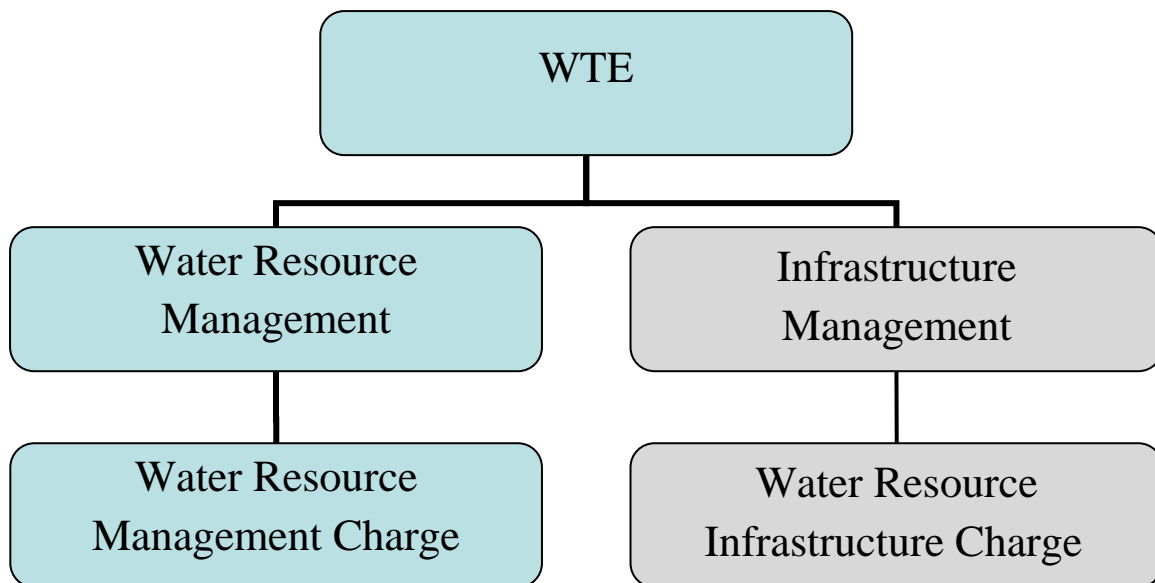 WTE
Water Resource
Management
Infrastructure
Management
Water Resource
Management Charge
Water Resource
Infrastructure Charge